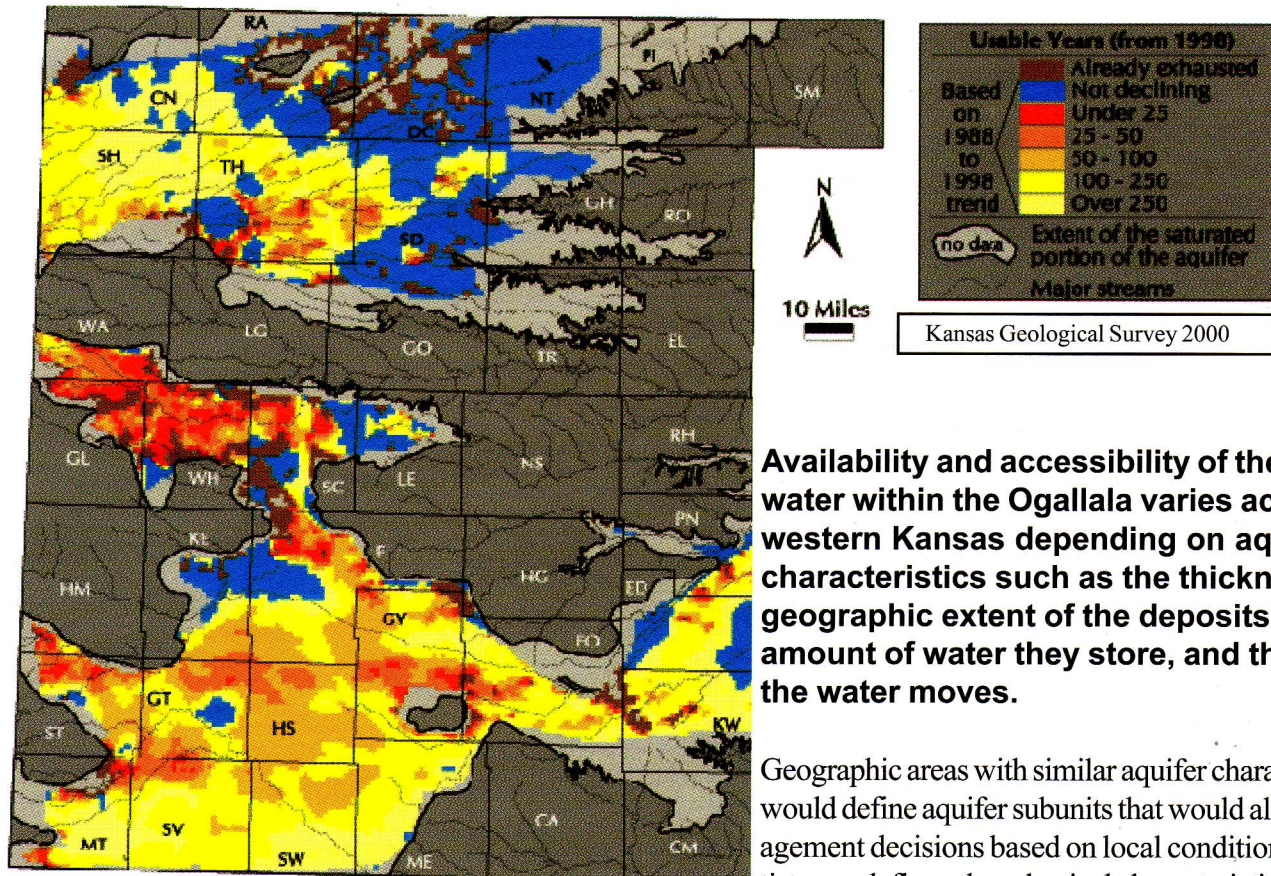 RA
PI
CN
NT
SM
DC
SH
TH
GH
RO
SD
WA
LG
GO
TR
EL
GL
WH
SC
LE
NS
RH
KE
PN
HM
F
HG
ED
GY
FO
GT
HS
KW
ST
MT
SV
SW
ME
CA
CM
N
10 Miles
Usable Years (from 1990)
Already exhausted
Based Not declining
on Under 25
1988 25 - 50
to 50 - 100
1998 100 - 250
trend Over 250
no data Extent of the saturated
portion of the aquifer
Major streams
Kansas Geological Survey 2000
Availability and accessibility of the
water within the Ogallala varies ac
western Kansas depending on aq
characteristics such as the thickn
geographic extent of the deposits
amount of water they store, and th
the water moves.
Geographic areas with similar aquifer chara
would define aquifer subunits that would al
agement decisions based on local condition